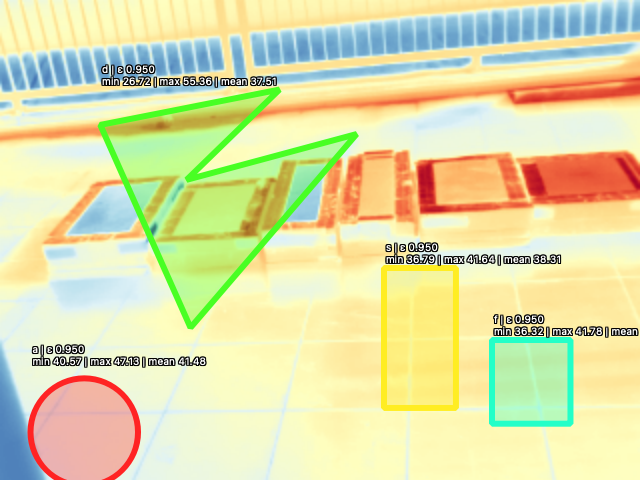 d | ε 0.950
min 26.72 | max 55.36 | mean 37.51
s | ε 0.950
min 36.79 | max 41.64 | mean 38.31
f | ε 0.950
min 36.32 | max 41.78 | mean
a | ε 0.950
min 40.57 | max 47.13 | mean 41.48